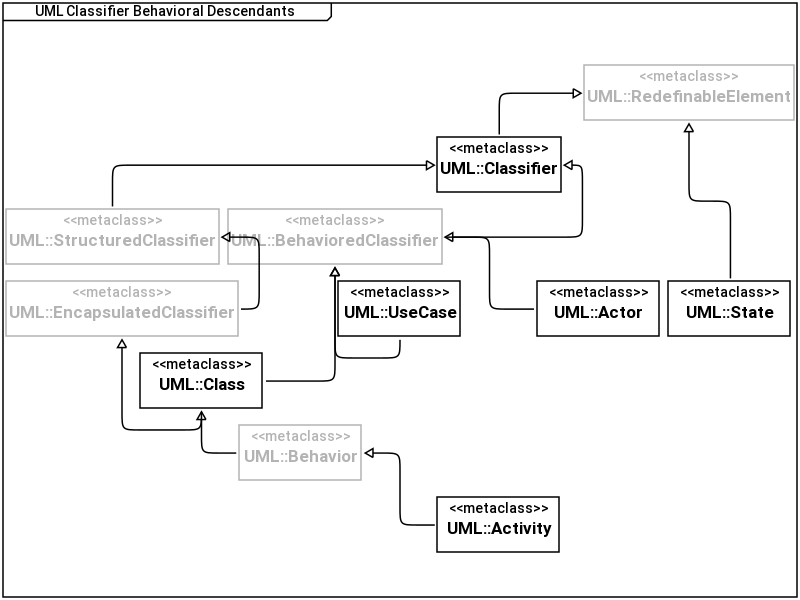 UML Classifier Behavioral Descendants
<<metaclass>>
UML::RedefinableElement
<<metaclass>>
UML::Classifier
<<metaclass>>
UML::StructuredClassifier
<<metaclass>>
UML::BehavioredClassifier
<<metaclass>>
UML::EncapsulatedClassifier
<<metaclass>>
UML::UseCase
<<metaclass>>
UML::Actor
<<metaclass>>
UML::State
<<metaclass>>
UML::Class
<<metaclass>>
UML::Behavior
<<metaclass>>
UML::Activity